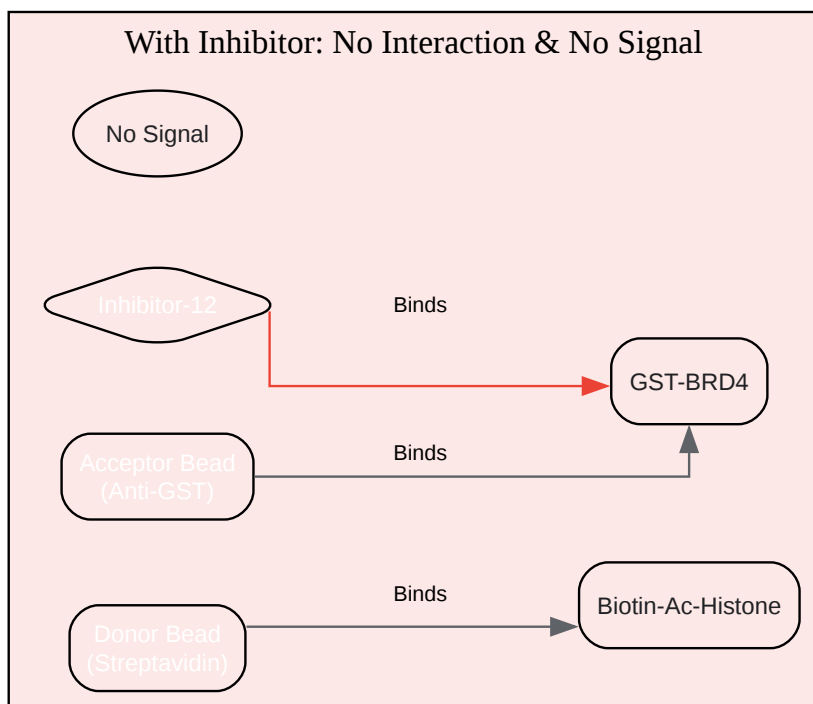 With Inhibitor: No Interaction & No Signal
No Signal
Inhibitor-12
Binds
GST-BRD4
Acceptor Bead
(Anti-GST)
Binds
Donor Bead
(Streptavidin)
Binds
Biotin-Ac-Histone